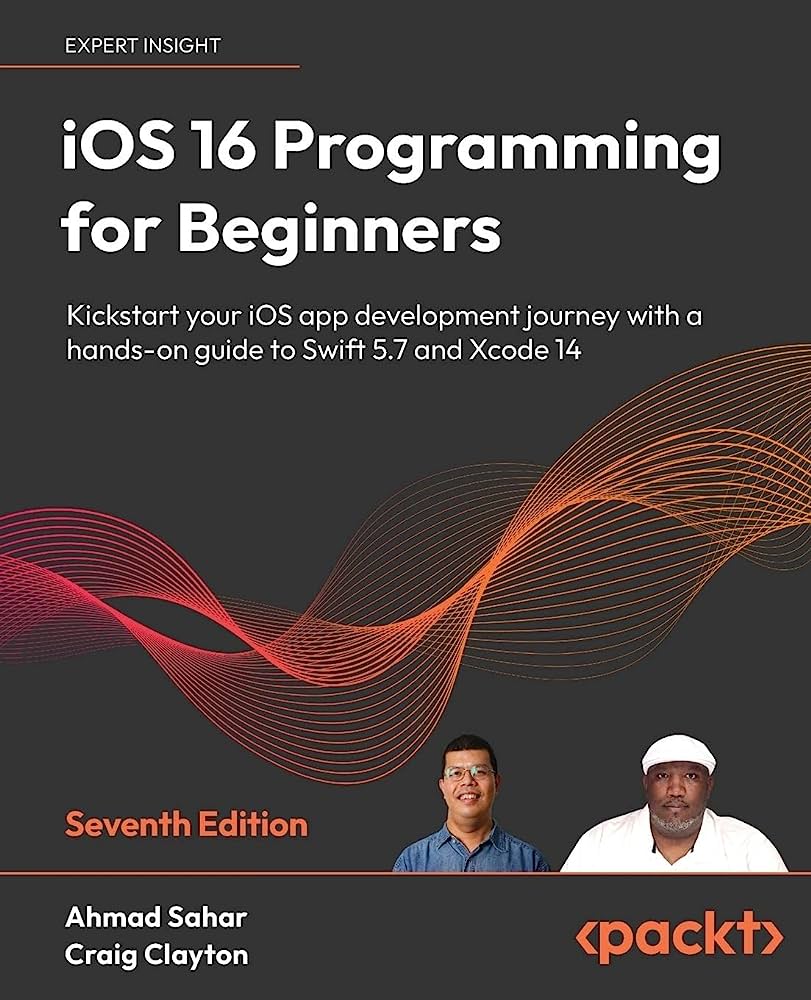 EXPERT INSIGHT
iOS 16 Programming
for Beginners
Kickstart your iOS app development journey with a
hands-on guide to Swift 5.7 and Xcode 14
Seventh Edition
Ahmad Sahar
Craig Clayton
<packt>